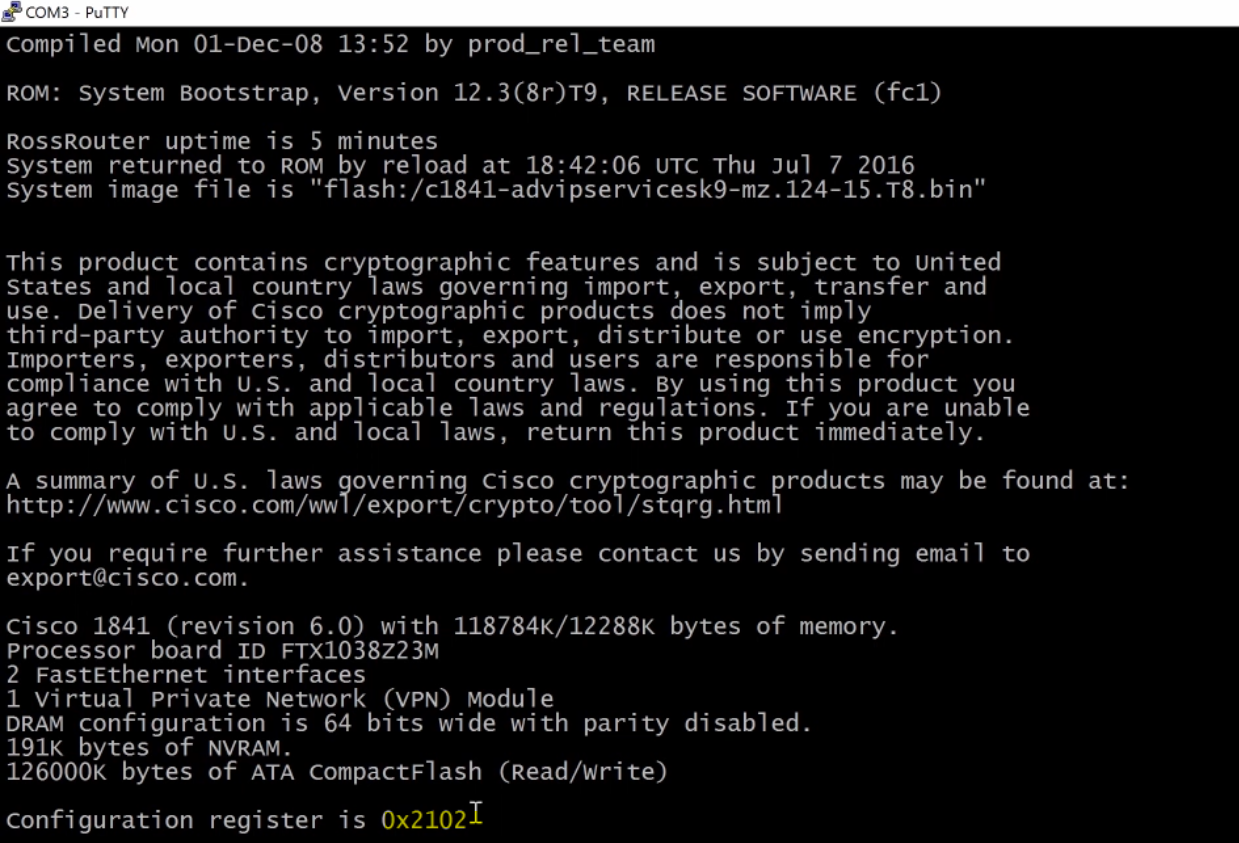 COM3 - PuTTY
Compiled Mon 01-Dec-08 13:52 by prod_rel_team
ROM: System Bootstrap, Version 12.3(8r)T9, RELEASE SOFTWARE (fc1)
RossRouter uptime is 5 minutes
System returned to ROM by reload at 18:42:06 UTC Thu Jul 7 2016
System image file is "flash:/c1841-advipservicesk9-mz.124-15.T8.bin"
This product contains cryptographic features and is subject to United
States and local country laws governing import, export, transfer and
use. Delivery of Cisco cryptographic products does not imply
third-party authority to import, export, distribute or use encryption.
Importers, exporters, distributors and users are responsible for
compliance with U.S. and local country laws. By using this product you
agree to comply with applicable laws and regulations. If you are unable
to comply with U.S. and local laws, return this product immediately.
A summary of U.S. laws governing Cisco cryptographic products may be found at:
http://www.cisco.com/wwl/export/crypto/tool/stqrg.html
If you require further assistance please contact us by sending email to
export@cisco.com.
Cisco 1841 (revision 6.0) with 118784K/12288K bytes of memory.
Processor board ID FTX1038Z23M
2 FastEthernet interfaces
1 Virtual Private Network (VPN) Module
DRAM configuration is 64 bits wide with parity disabled.
191K bytes of NVRAM.
126000K bytes of ATA CompactFlash (Read/Write)
Configuration register is 0x2102